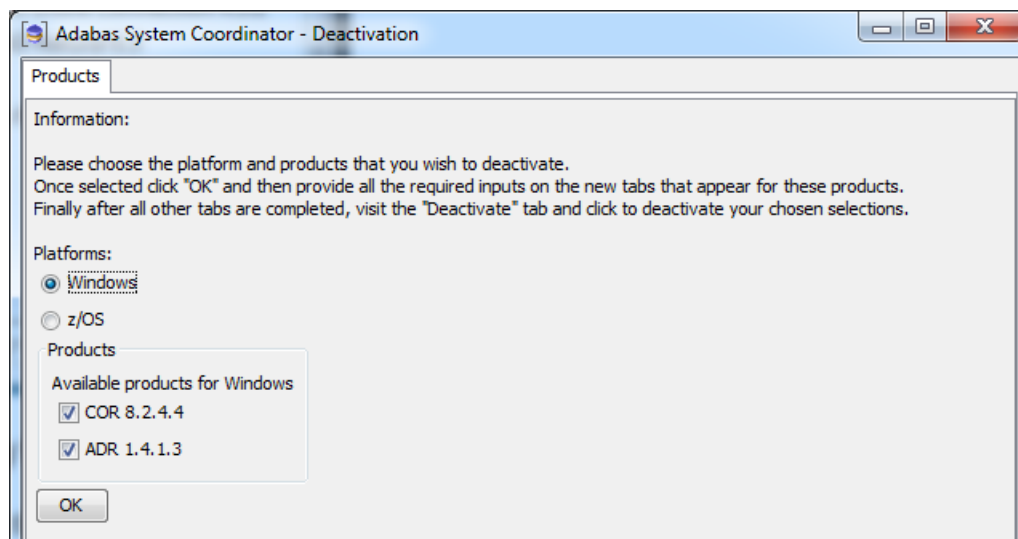 Adabas System Coordinator - Deactivation
Products
Information:
Please choose the platform and products that you wish to deactivate.
Once selected click "OK" and then provide all the required inputs on the new tabs that appear for these products.
Finally after all other tabs are completed, visit the "Deactivate" tab and click to deactivate your chosen selections.
Platforms:
Windows
z/OS
Products
Available products for Windows
COR 8.2.4.4
ADR 1.4.1.3
OK